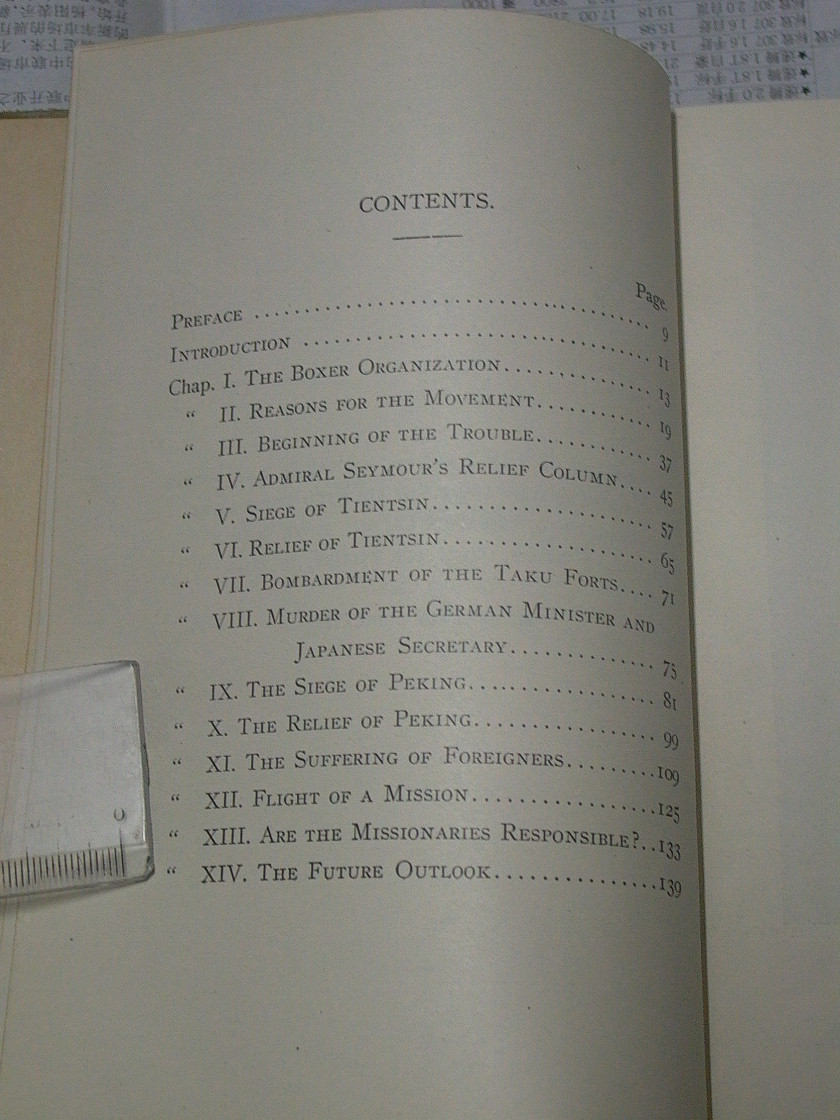 CONTENTS.
Page.
PREFACE .......... 9
INTRODUCTION .......... 11
Chap. I. THE BOXER ORGANIZATION .......... 13
“ II. REASONS FOR THE MOVEMENT .......... 19
“ III. BEGINNING OF THE TROUBLE .......... 37
“ IV. ADMIRAL SEYMOUR'S RELIEF COLUMN .... 45
“ V. SIEGE OF TIENTSIN .......... 57
“ VI. RELIEF OF TIENTSIN .......... 65
“ VII. BOMBARDMENT OF THE TAKU FORTS .... 71
“ VIII. MURDER OF THE GERMAN MINISTER AND
JAPANESE SECRETARY .......... 75
“ IX. THE SIEGE OF PEKING .......... 81
“ X. THE RELIEF OF PEKING .......... 99
“ XI. THE SUFFERING OF FOREIGNERS .......... 109
“ XII. FLIGHT OF A MISSION .......... 125
“ XIII. ARE THE MISSIONARIES RESPONSIBLE? .. 133
“ XIV. THE FUTURE OUTLOOK .......... 139